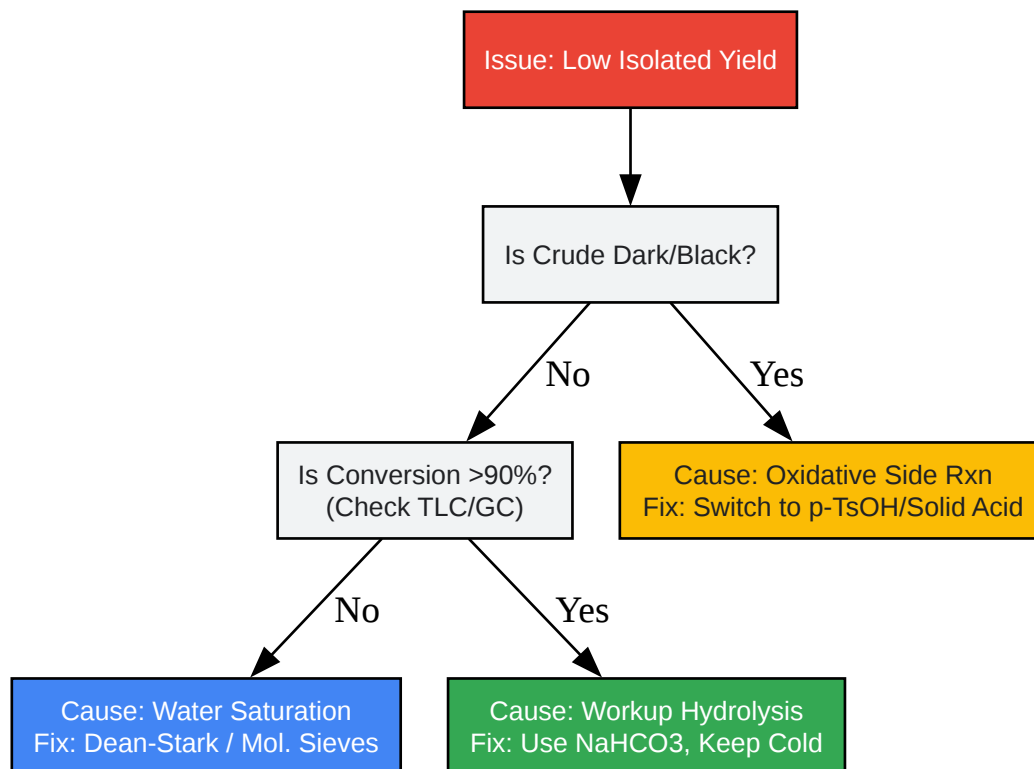 Issue: Low Isolated Yield
Is Crude Dark/Black?
No
Yes
Is Conversion >90%?
(Check TLC/GC)
Cause: Oxidative Side Rxn
Fix: Switch to p-TsOH/Solid Acid
No
Yes
Cause: Water Saturation
Fix: Dean-Stark / Mol. Sieves
Cause: Workup Hydrolysis
Fix: Use NaHCO3, Keep Cold